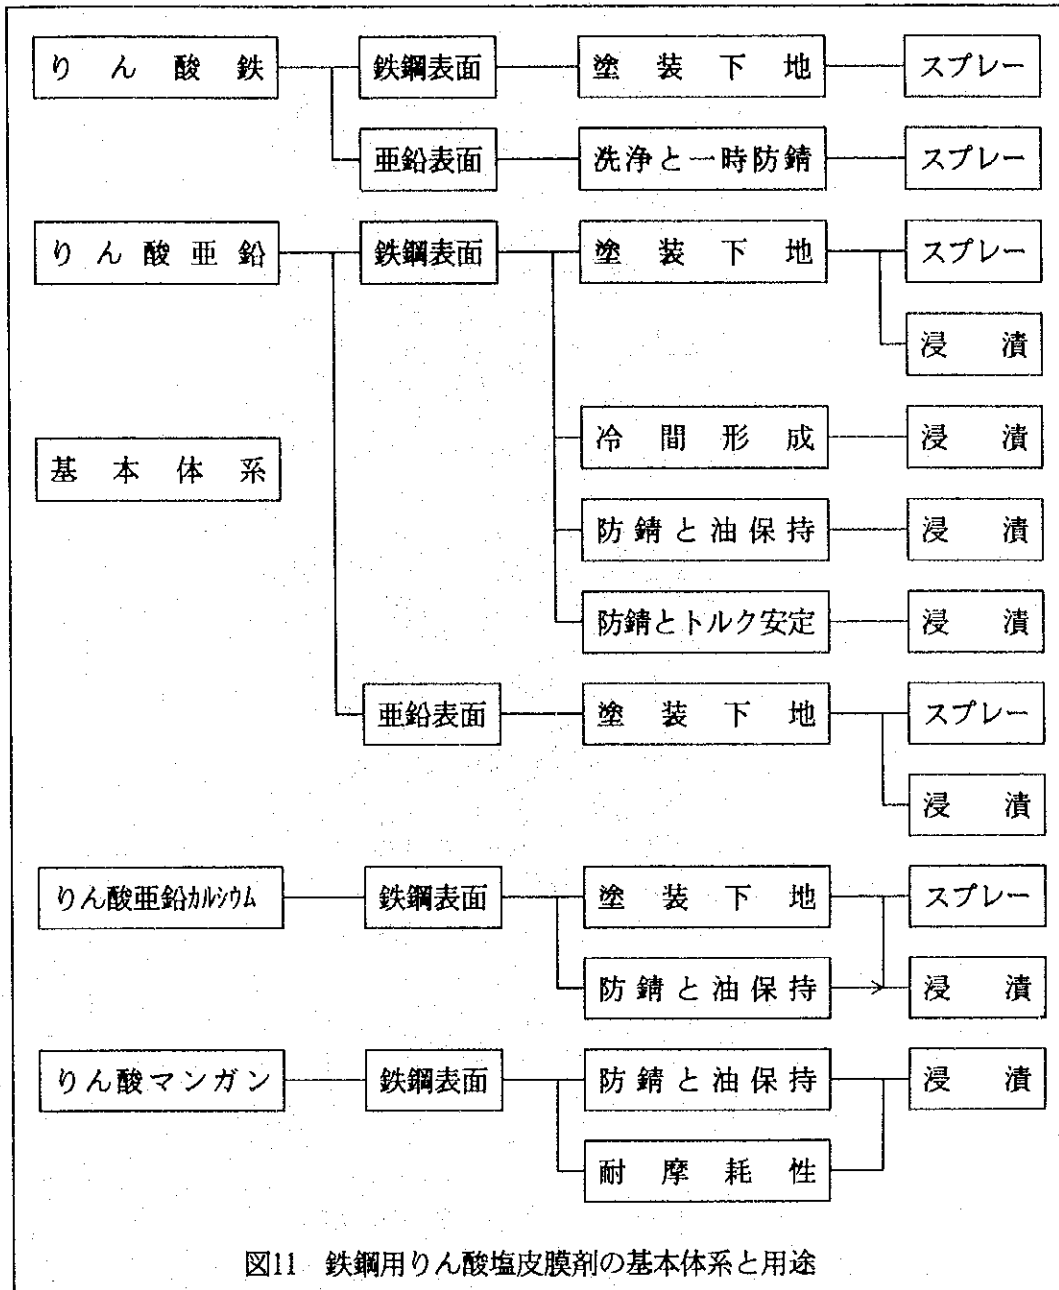 りん酸鉄 鉄鋼表面 塗装下地 スプレー
亜鉛表面 洗浄と一時防錆 スプレー
りん酸亜鉛 鉄鋼表面 塗装下地 スプレー
浸漬
基本体系 冷間形成 浸漬
防錆と油保持 浸漬
防錆とトルク安定 浸漬
亜鉛表面 塗装下地 スプレー
浸漬
りん酸亜鉛カルシウム 鉄鋼表面 塗装下地 スプレー
防錆と油保持 浸漬
りん酸マンガン 鉄鋼表面 防錆と油保持 浸漬
耐摩耗性
図11 鉄鋼用りん酸塩皮膜剤の基本体系と用途